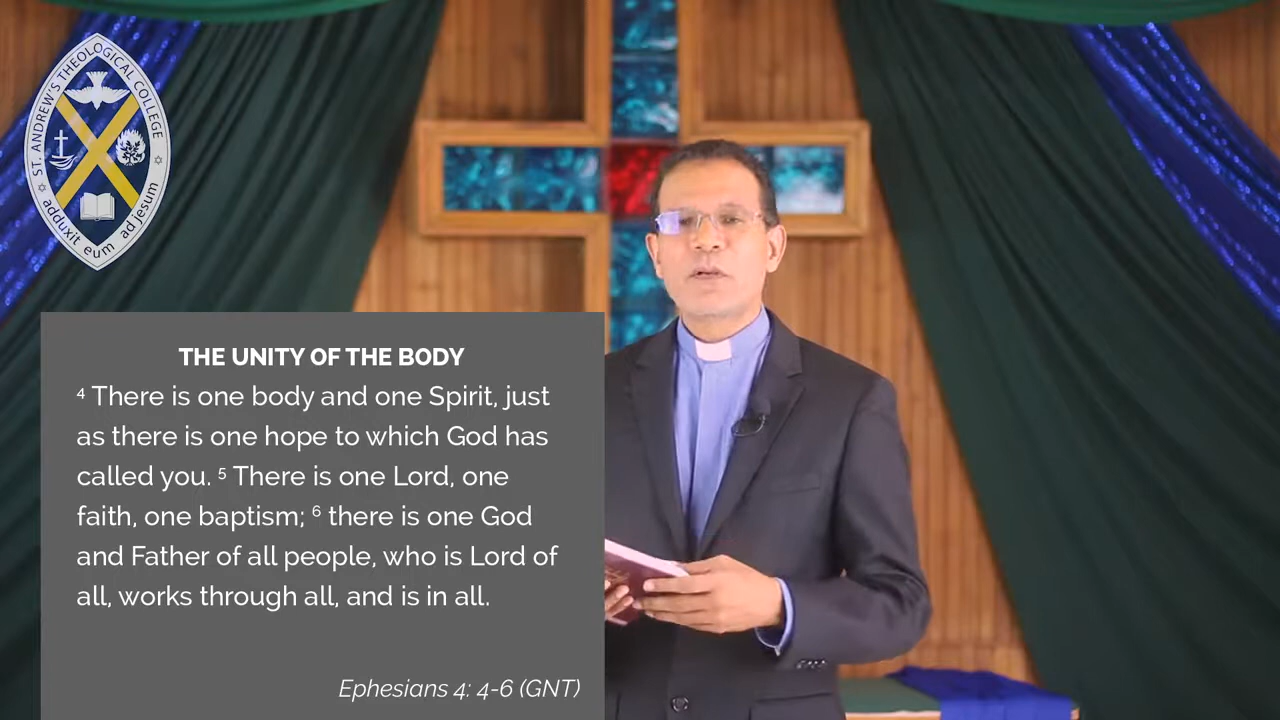 ST. ANDREW'S THEOLOGICAL COLLEGE
adduxit eum ad Jesum
THE UNITY OF THE BODY
⁴ There is one body and one Spirit, just
as there is one hope to which God has
called you. ⁵ There is one Lord, one
faith, one baptism; ⁶ there is one God
and Father of all people, who is Lord of
all, works through all, and is in all.
Ephesians 4: 4-6 (GNT)